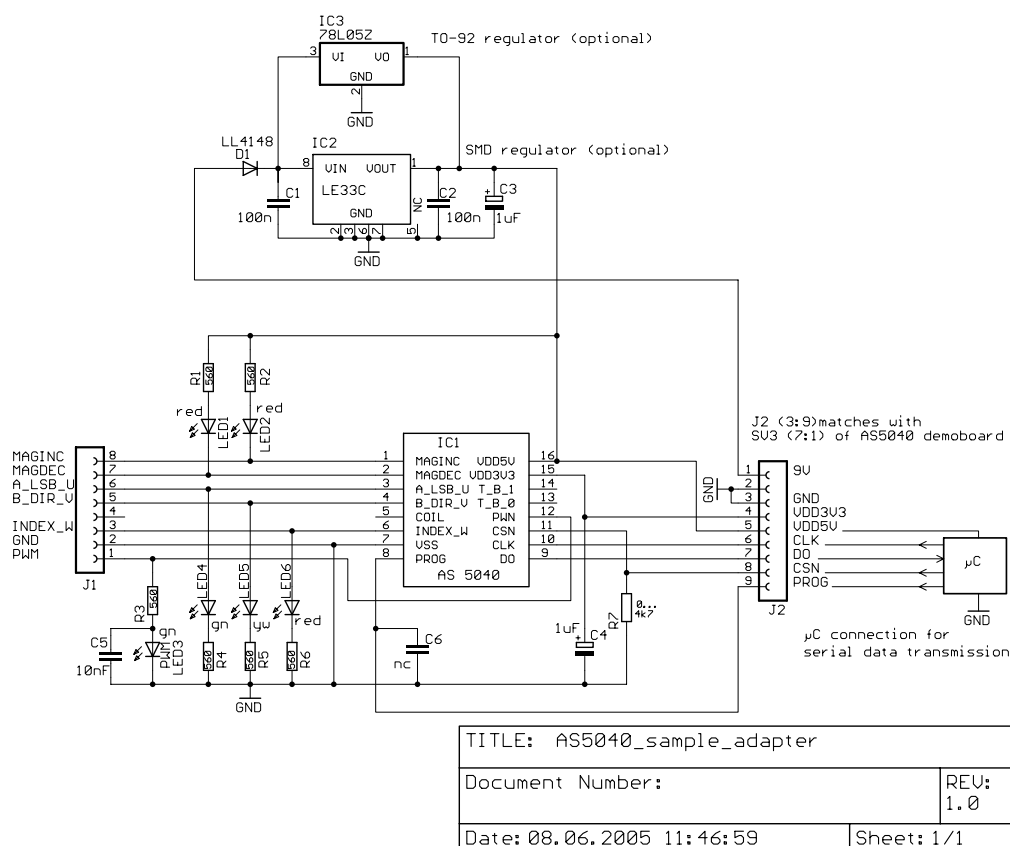 IC3
78L05Z
TO-92 regulator (optional)
3 VI VO 1
GND
2
GND
LL4148
D1
IC2
SMD regulator (optional)
8 VIN VOUT 1
LE33C
GND
NC
2 3 6 7 5
C1
100n
C2
100n
C3
+
1uF
GND
R1
560
R2
560
red
LED1
red
LED2
J2 (3:9)matches with
SV3 (7:1) of AS5040 demoboard
MAGINC 8
MAGDEC 7
A_LSB_U 6
B_DIR_V 5
4
INDEX_W 3
GND 2
PWM 1
J1
IC1
1 MAGINC VDD5V 16
2 MAGDEC VDD3V3 15
3 A_LSB_U T_B_1 14
4 B_DIR_V T_B_0 13
5 COIL PWN 12
6 INDEX_W CSN 11
7 VSS CLK 10
8 PROG DO 9
AS 5040
GND
1 9V
2
3 GND
4 VDD3V3
5 VDD5V
6 CLK
7 DO
8 CSN
9 PROG
J2
µC
GND
µC connection for
serial data transmission
R3
560
C5
10nF
gn
PWM
LED3
LED4
gn
R4
560
LED5
yw
R5
560
LED6
red
R6
560
GND
C6
nc
1uF
+
C4
R7
0...
4k7
TITLE: AS5040_sample_adapter
Document Number:
REV:
1.0
Date: 08.06.2005 11:46:59
Sheet: 1/1